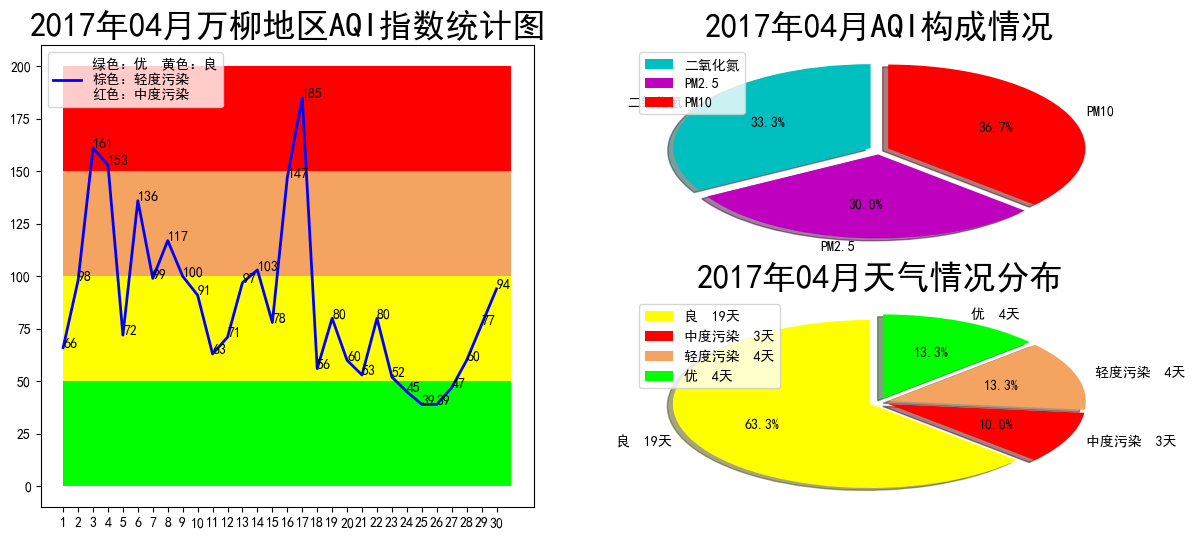 2017年04月万柳地区AQI指数统计图
绿色：优  黄色：良
棕色：轻度污染
红色：中度污染
200
175
150
125
100
75
50
25
0
66
98
161
153
72
136
99
117
100
91
63
71
97
103
78
147
185
56
80
60
53
80
52
45
39
39
47
60
77
94
1 2 3 4 5 6 7 8 9 10 11 12 13 14 15 16 17 18 19 20 21 22 23 24 25 26 27 28 29 30
2017年04月AQI构成情况
二氧化氮
PM2.5
PM10
二氧化氮
33.3%
36.7%
PM10
30.0%
PM2.5
2017年04月天气情况分布
良  19天
中度污染  3天
轻度污染  4天
优  4天
优  4天
13.3%
轻度污染  4天
13.3%
63.3%
10.0%
良  19天
中度污染  3天